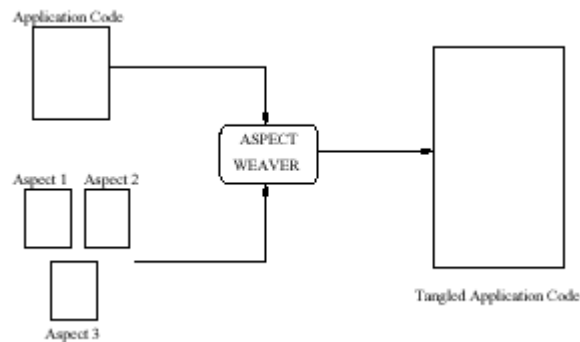 Application Code
ASPECT
WEAVER
Aspect 1
Aspect 2
Aspect 3
Tangled Application Code